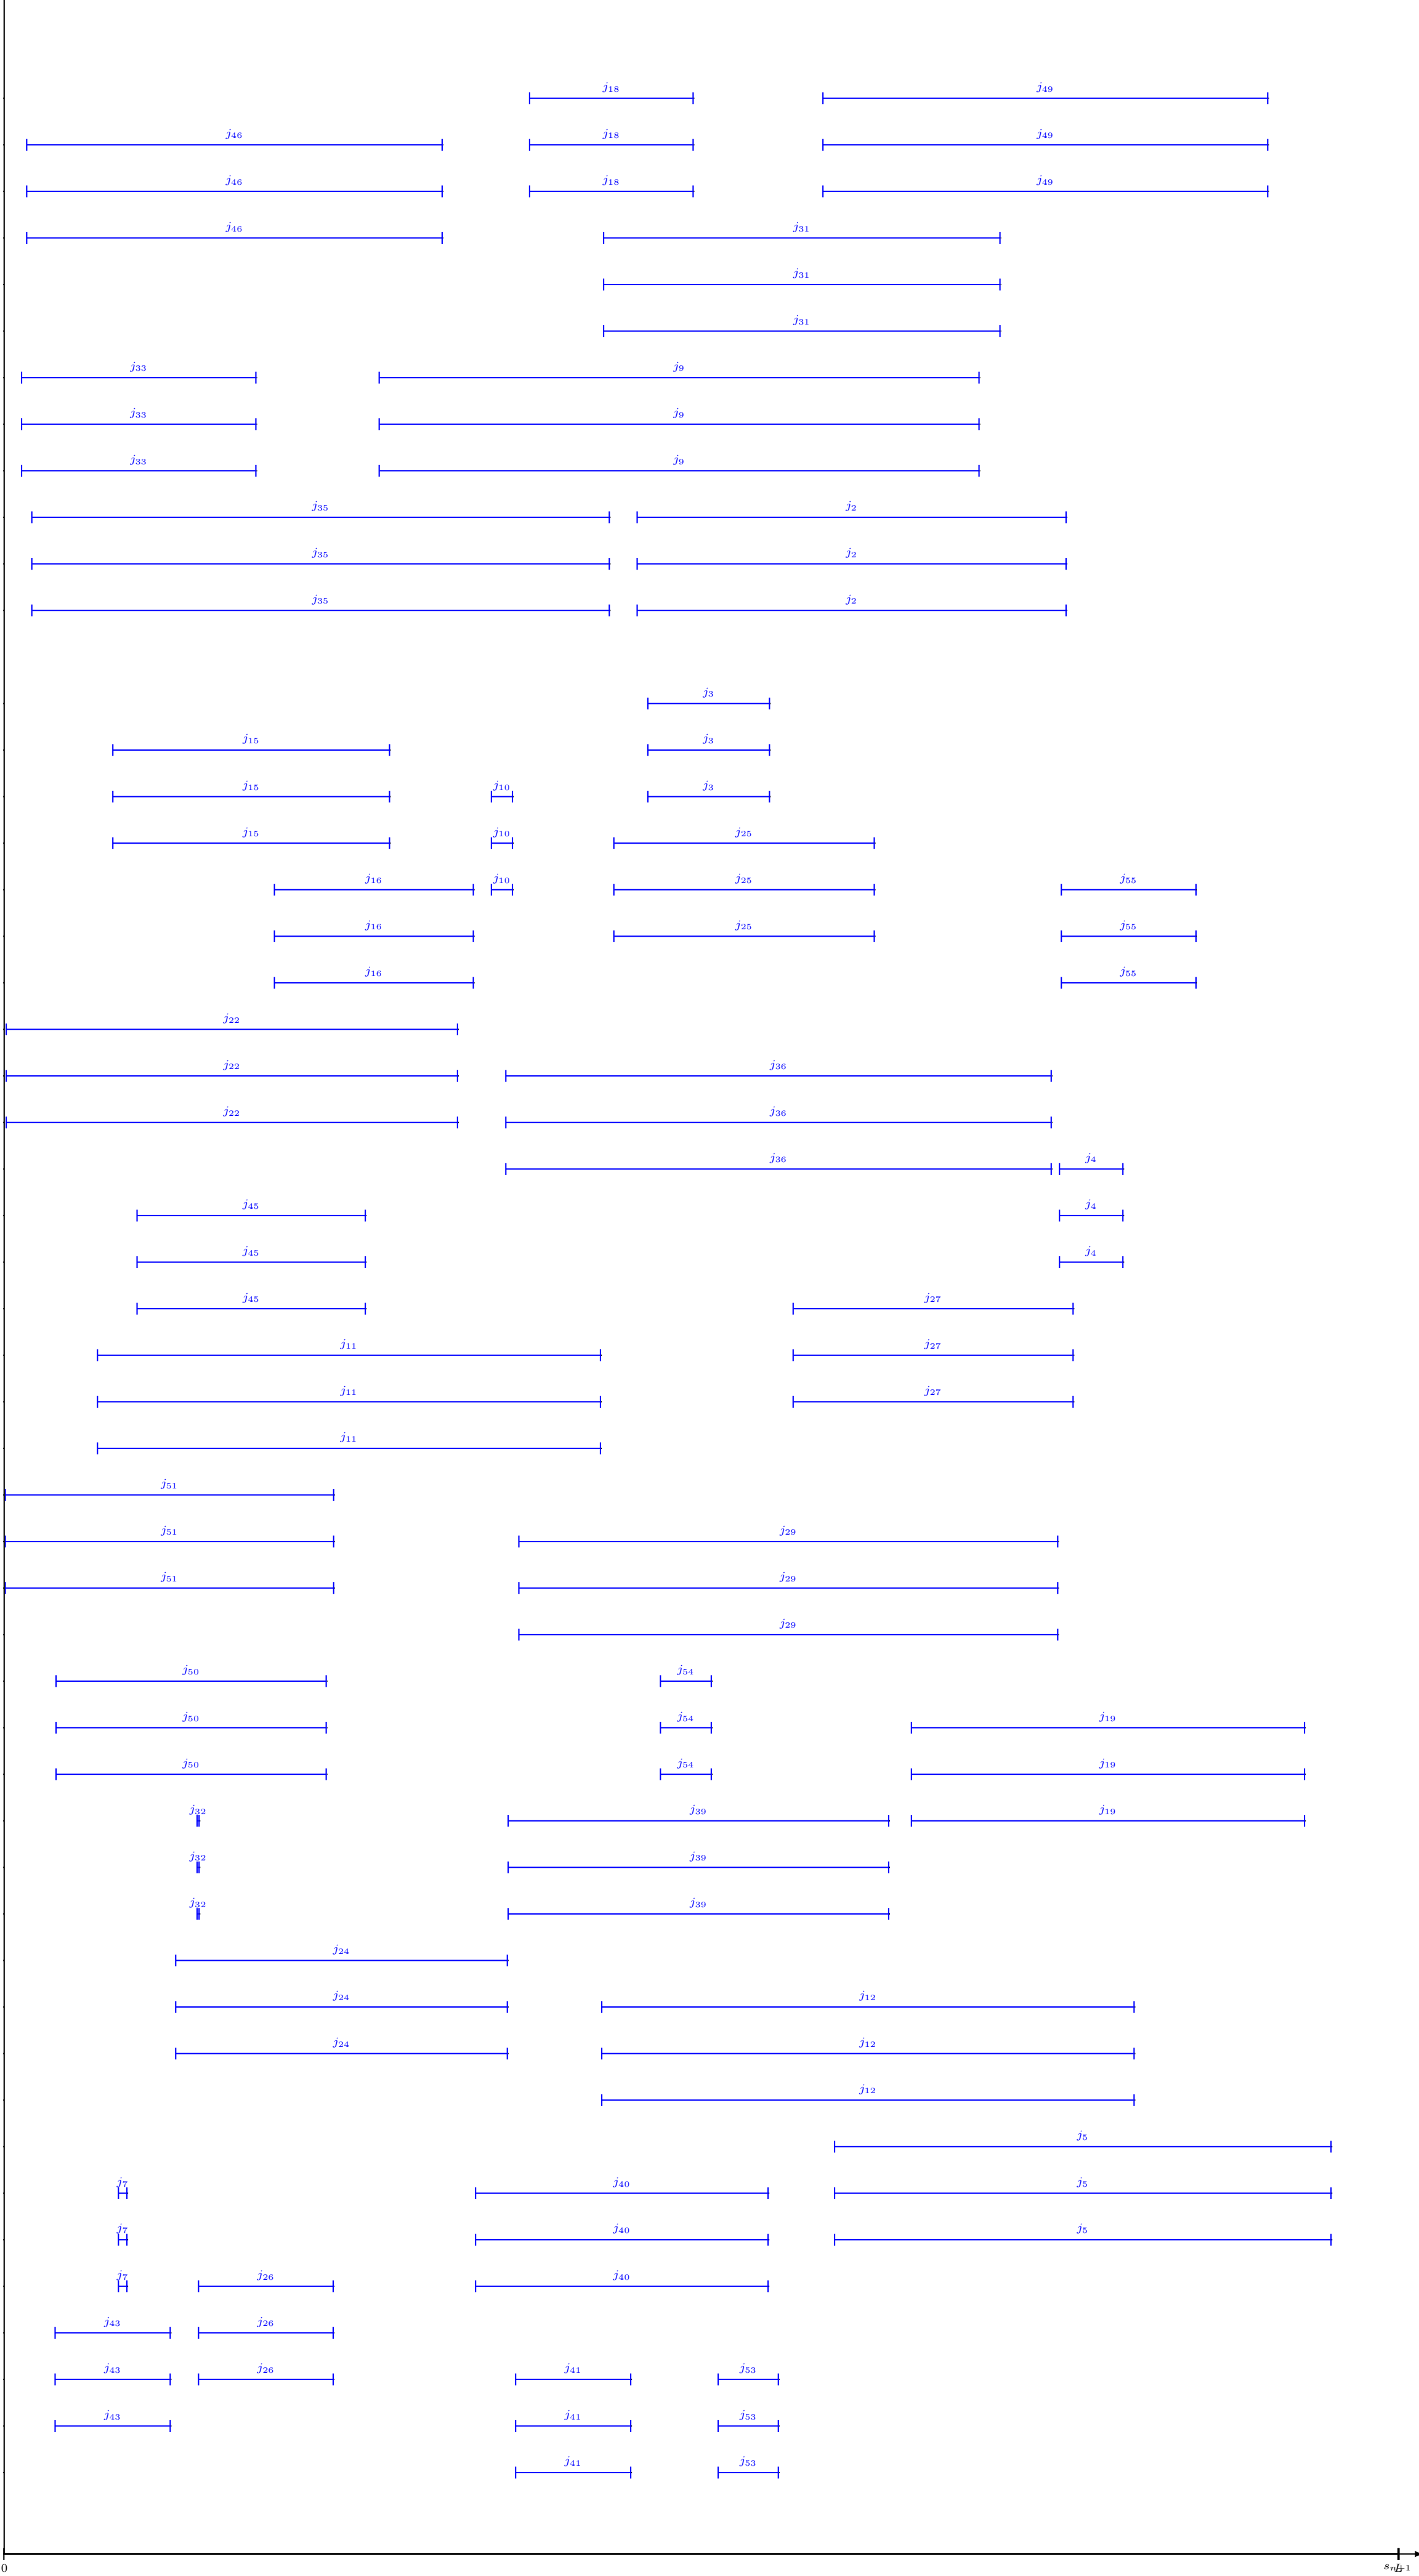 j₁₈ j₄₉
j₄₆ j₁₈ j₄₉
j₄₆ j₁₈ j₄₉
j₄₆ j₃₁
j₃₁
j₃₁
j₃₃ j₉
j₃₃ j₉
j₃₃ j₉
j₃₅ j₂
j₃₅ j₂
j₃₅ j₂
j₃
j₁₅ j₃
j₁₅ j₁₀ j₃
j₁₅ j₁₀ j₂₅
j₁₆ j₁₀ j₂₅ j₅₅
j₁₆ j₂₅ j₅₅
j₁₆ j₅₅
j₂₂
j₂₂ j₃₆
j₂₂ j₃₆
j₃₆ j₄
j₄₅ j₄
j₄₅ j₄
j₄₅ j₂₇
j₁₁ j₂₇
j₁₁ j₂₇
j₁₁
j₅₁
j₅₁ j₂₉
j₅₁ j₂₉
j₂₉
j₅₀ j₅₄
j₅₀ j₅₄ j₁₉
j₅₀ j₅₄ j₁₉
j₃₂ j₃₉ j₁₉
j₃₂ j₃₉
j₃₂ j₃₉
j₂₄
j₂₄ j₁₂
j₂₄ j₁₂
j₁₂
j₅
j₇ j₄₀ j₅
j₇ j₄₀ j₅
j₇ j₂₆ j₄₀
j₄₃ j₂₆
j₄₃ j₂₆ j₄₁ j₅₃
j₄₃ j₄₁ j₅₃
j₄₁ j₅₃
0